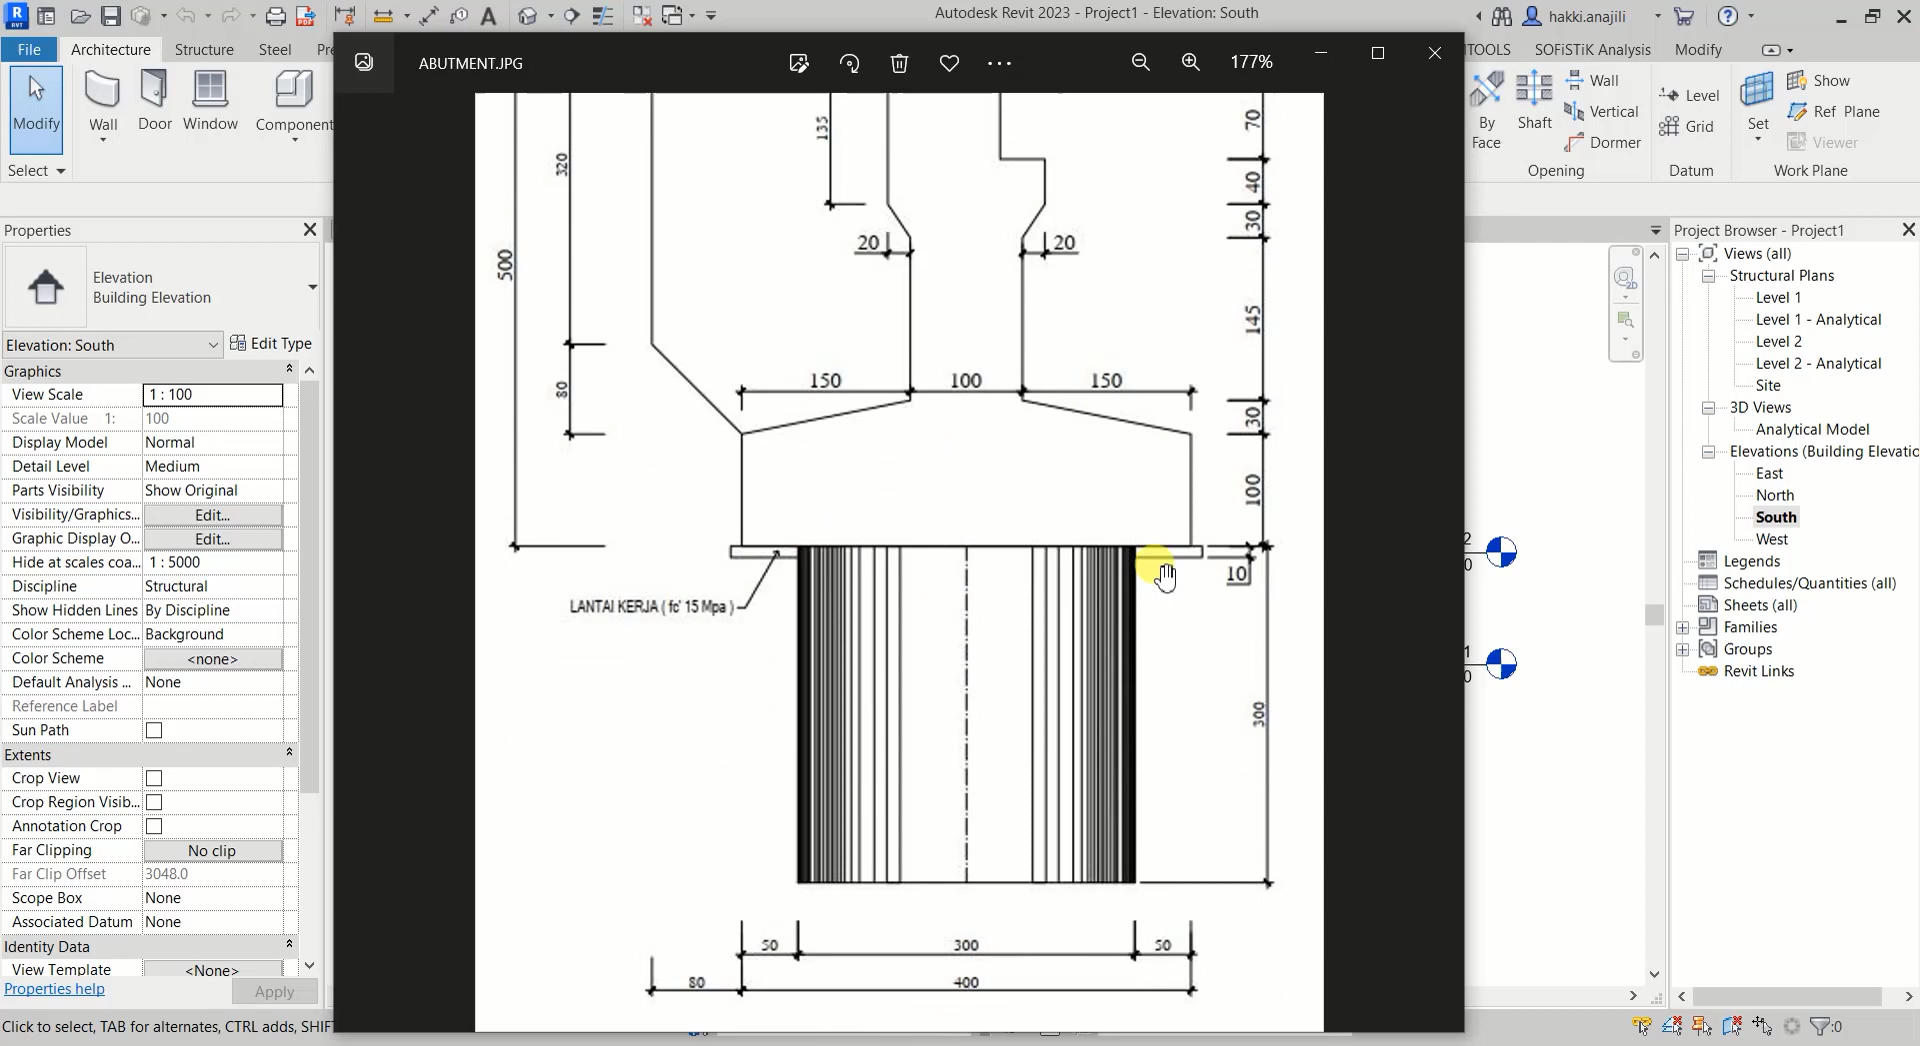 Autodesk Revit 2023 - Project1 - Elevation: South
hakki.anajili
File
Architecture
Structure
Steel
SOFiSTiK Analysis
Modify
Modify
Wall
Door
Window
Component
Select
By
Face
Shaft
Wall
Vertical
Dormer
Opening
Level
Grid
Datum
Set
Show
Ref Plane
Viewer
Work Plane
ABUTMENT.JPG
177%
Properties
Elevation
Building Elevation
Elevation: South
Edit Type
Graphics
View Scale 1 : 100
Scale Value 1: 100
Display Model Normal
Detail Level Medium
Parts Visibility Show Original
Visibility/Graphics... Edit...
Graphic Display O... Edit...
Hide at scales coa... 1 : 5000
Discipline Structural
Show Hidden Lines By Discipline
Color Scheme Loc... Background
Color Scheme <none>
Default Analysis ... None
Reference Label
Sun Path
Extents
Crop View
Crop Region Visib...
Annotation Crop
Far Clipping No clip
Far Clip Offset 3048.0
Scope Box None
Associated Datum None
Identity Data
View Template <None>
Properties help
Apply
Click to select, TAB for alternates, CTRL adds, SHIF
135
320
500
80
20
20
70
40
30
145
30
100
150
100
150
10
LANTAI KERJA ( fc' 15 Mpa )
300
50
300
50
80
400
2
0
1
0
Project Browser - Project1
Views (all)
Structural Plans
Level 1
Level 1 - Analytical
Level 2
Level 2 - Analytical
Site
3D Views
Analytical Model
Elevations (Building Elevatio
East
North
South
West
Legends
Schedules/Quantities (all)
Sheets (all)
Families
Groups
Revit Links
:0